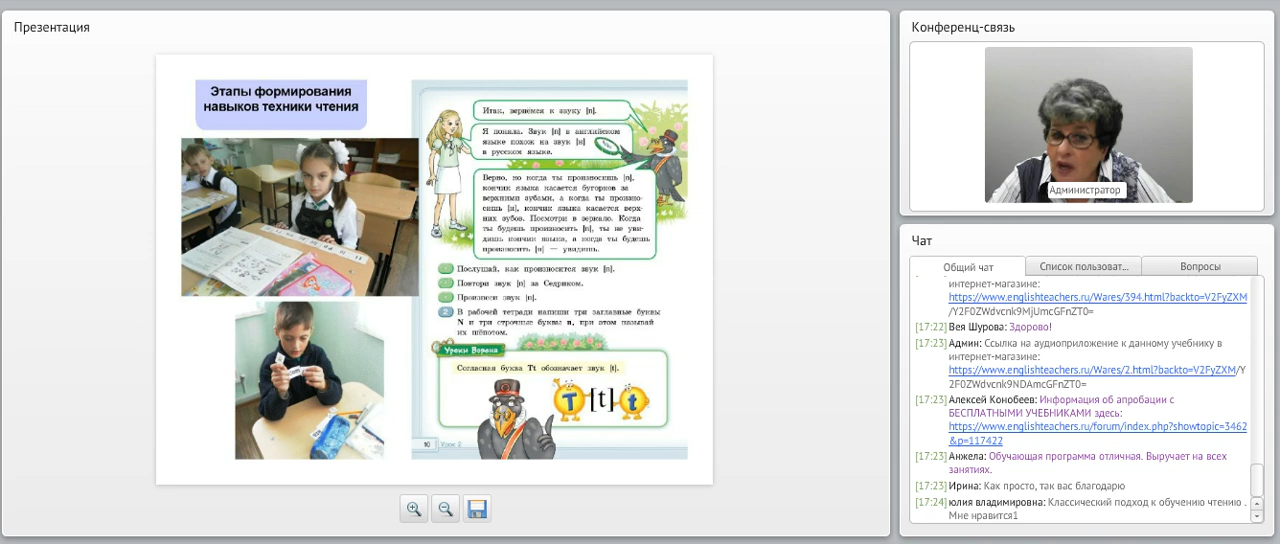 Презентация
Этапы формирования
навыков техники чтения
Итак, вернемся к звуку [n].
Я поняла. Звук [n] в английском
языке похож на звук [н]
в русском языке.
Верно, но когда ты произносишь [n],
кончик языка касается бугорков за
верхними зубами, а когда ты произно-
сишь [н], кончик языка касается верх-
них зубов. Посмотри в зеркало. Когда
ты будешь произносить [n], ты не уви-
дишь кончик языка, а когда ты будешь
произносить [н] — увидишь.
Послушай, как произносится звук [n].
Повтори звук [n] за Седриком.
Произнеси звук [n].
2 В рабочей тетради напиши три заглавные буквы
N и три строчные буквы n, при этом называй
их шёпотом.
Уроки Ворона
Согласная буква Tt обозначает звук [t].
T [t] t
10 Урок 2
Конференц-связь
Администратор
Чат
Общий чат
Список пользоват...
Вопросы
интернет-магазине:
https://www.englishteachers.ru/Wares/394.html?backto=V2FyZXM
/Y2F0ZWdvcnk9MjUmcGFnZT0=
[17:22] Вея Шурова: Здорово!
[17:23] Админ: Ссылка на аудиоприложение к данному учебнику в
интернет-магазине:
https://www.englishteachers.ru/Wares/2.html?backto=V2FyZXM/Y
2F0ZWdvcnk9NDAmcGFnZT0=
[17:23] Алексей Конобеев: Информация об апробации с
БЕСПЛАТНЫМИ УЧЕБНИКАМИ здесь:
https://www.englishteachers.ru/forum/index.php?showtopic=3462
&p=117422
[17:23] Анжела: Обучающая программа отличная. Выручает на всех
занятиях.
[17:23] Ирина: Как просто, так вас благодарю
[17:24] юлия владимировна: Классический подход к обучению чтению .
Мне нравится1